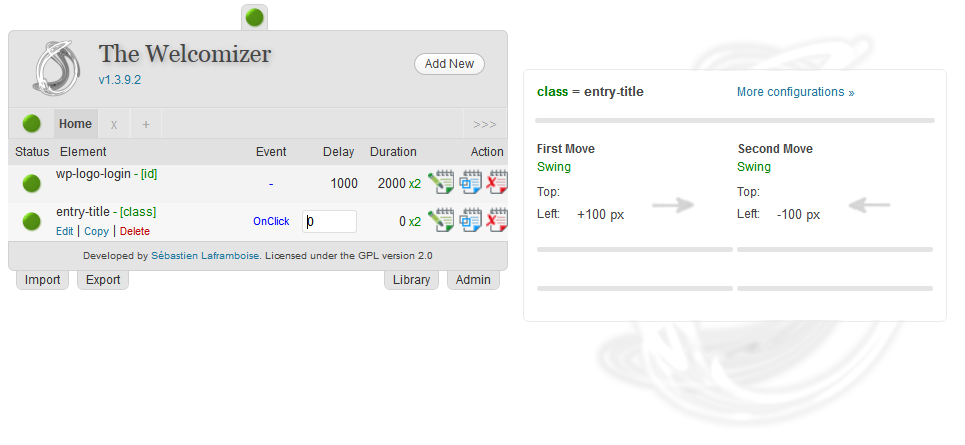 The Welcomizer
v1.3.9.2
Add New
Home x + >>>
Status Element Event Delay Duration Action
wp-logo-login - [id] - 1000 2000 x2
entry-title - [class] OnClick 0 0 x2
Edit | Copy | Delete
Developed by Sébastien Laframboise. Licensed under the GPL version 2.0
Import Export Library Admin
class = entry-title More configurations »
First Move Second Move
Swing Swing
Top: Top:
Left: +100 px Left: -100 px